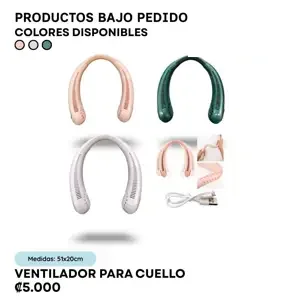 PRODUCTOS BAJO PEDIDO
COLORES DISPONIBLES
Medidas: 51x20cm
VENTILADOR PARA CUELLO
₡5.000